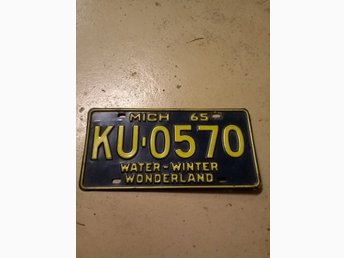 MICH 65
KU-0570
WATER-WINTER
WONDERLAND